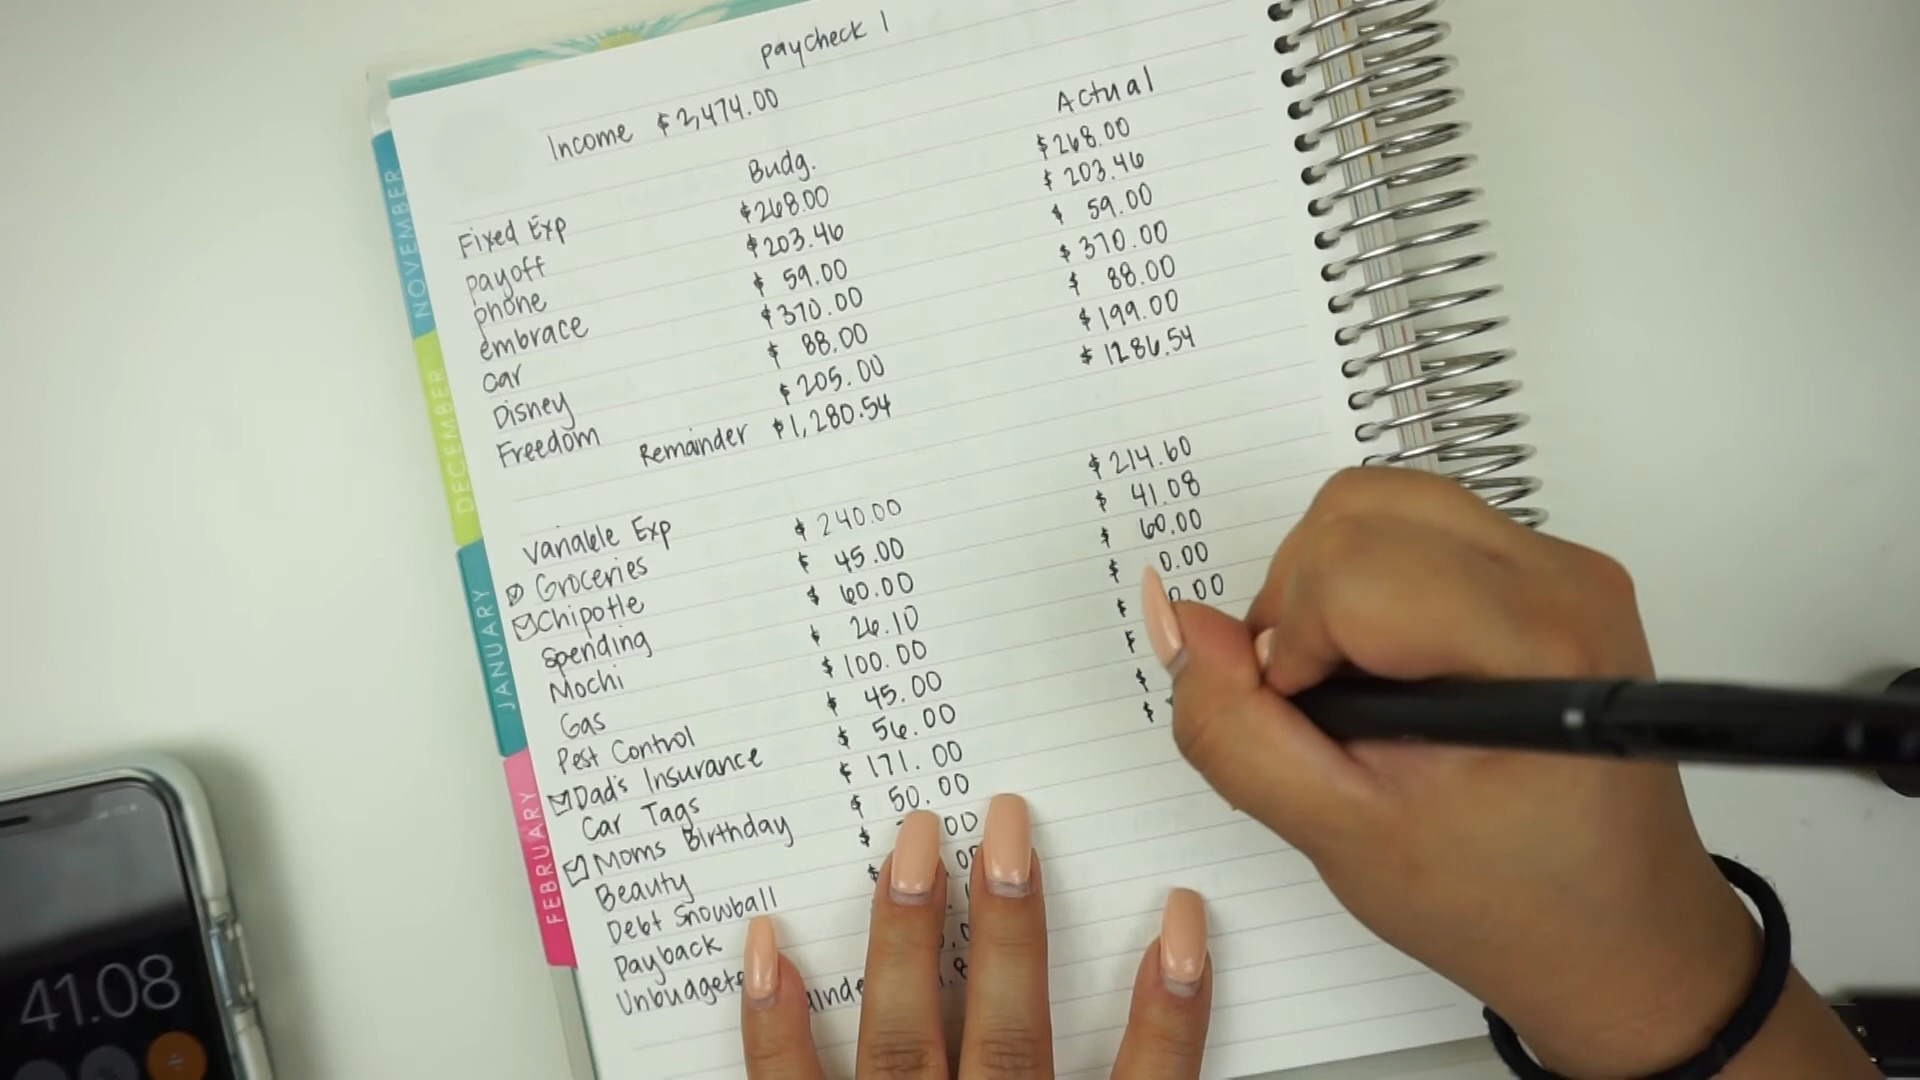 paycheck 1
Income $2,474.00
Fixed Exp Budg. Actual
payoff $268.00 $268.00
phone $203.46 $203.46
embrace $59.00 $59.00
car $370.00 $370.00
Disney $88.00 $88.00
Freedom $205.00 $199.00
Remainder $1,280.54 $1286.54
Variable Exp
Groceries $240.00 $214.60
Chipotle $45.00 $41.08
Spending $60.00 $60.00
Mochi $26.10 $0.00
Gas $100.00 $0.00
Pest Control $45.00 $
Dad's Insurance $56.00 $
Car Tags $171.00 $
Moms Birthday $50.00
Beauty $
Debt Snowball $
Payback
NOVEMBER
DECEMBER
JANUARY
FEBRUARY
41.08